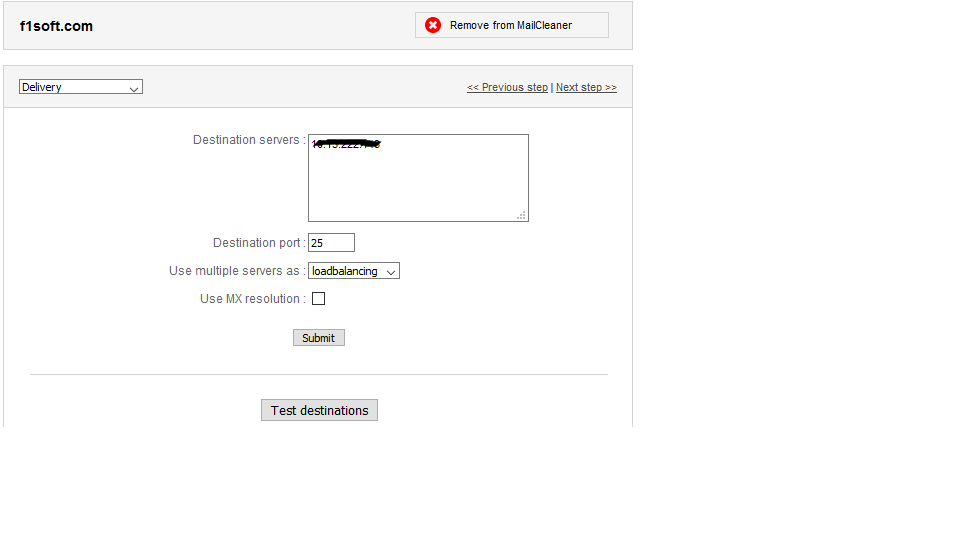 f1soft.com
Remove from MailCleaner
Delivery
<< Previous step | Next step >>
Destination servers :
Destination port : 25
Use multiple servers as : loadbalancing
Use MX resolution :
Submit
Test destinations